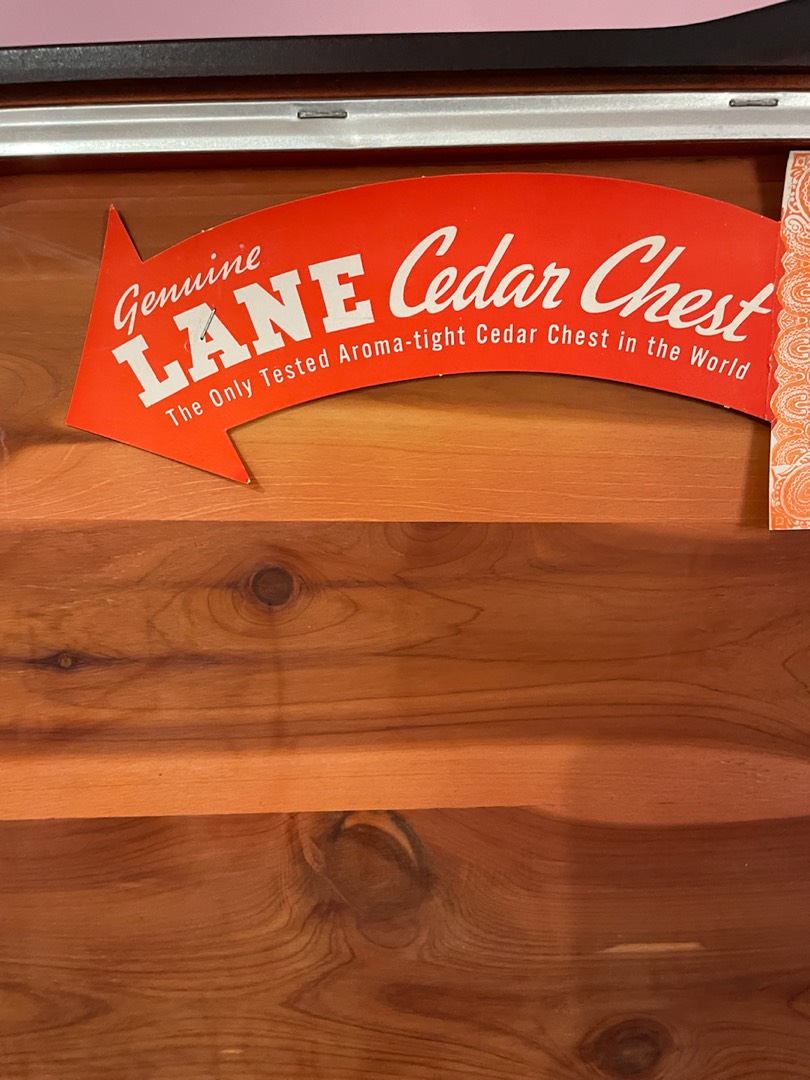 Genuine
LANE Cedar Chest
The Only Tested Aroma-tight Cedar Chest in the World